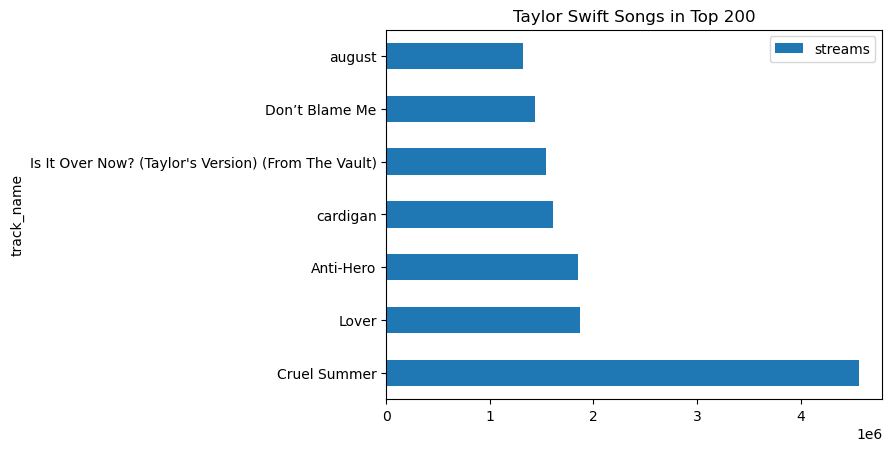 Taylor Swift Songs in Top 200
streams
august
Don’t Blame Me
Is It Over Now? (Taylor's Version) (From The Vault)
cardigan
Anti-Hero
Lover
Cruel Summer
track_name
0 1 2 3 4
1e6